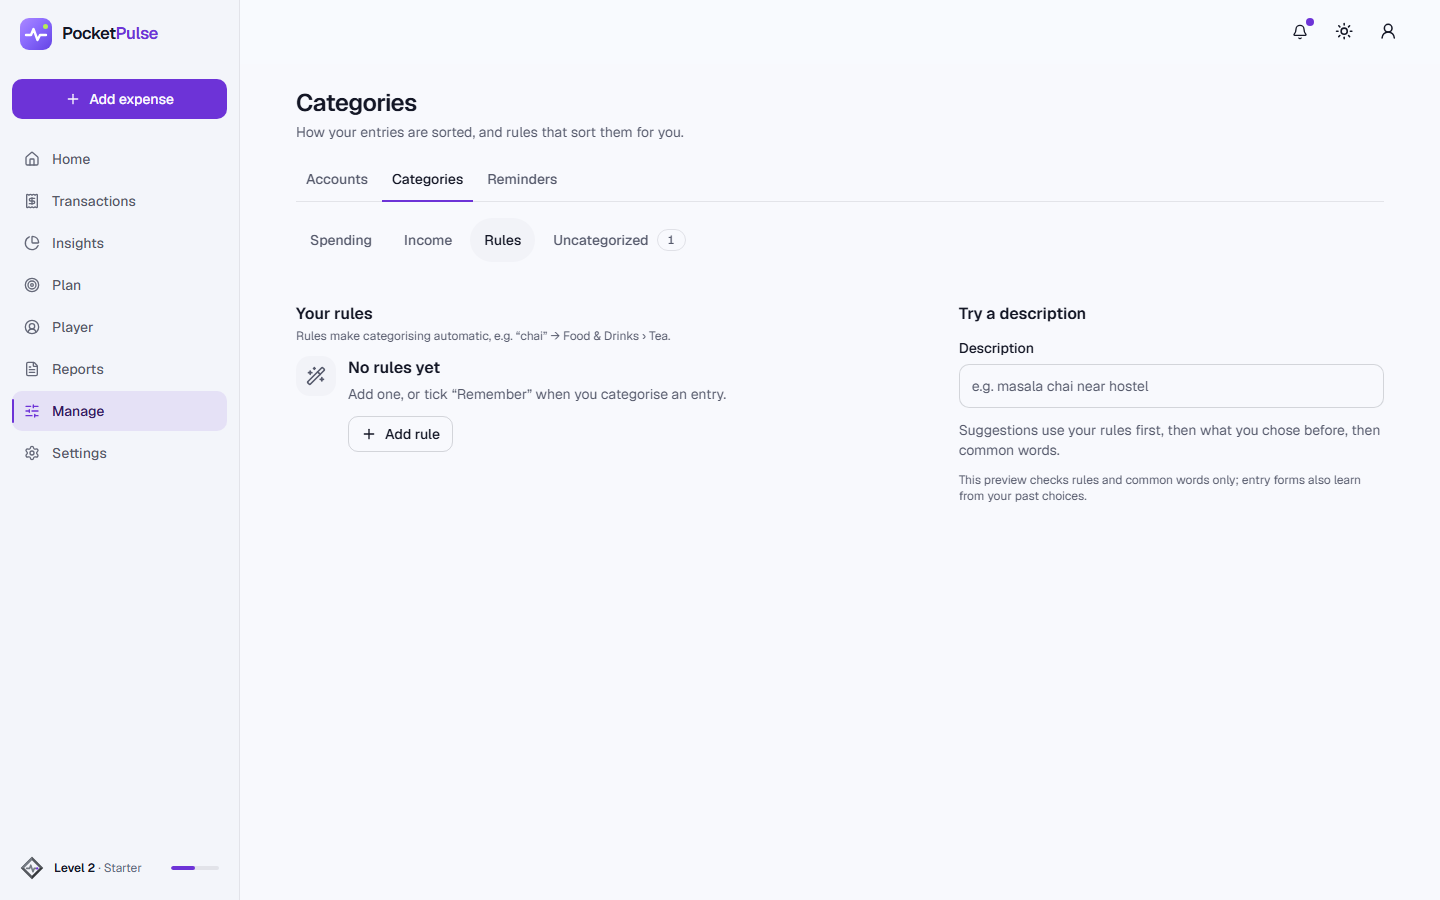 PocketPulse
Add expense
Home
Transactions
Insights
Plan
Player
Reports
Manage
Settings
Level 2 · Starter
Categories
How your entries are sorted, and rules that sort them for you.
Accounts Categories Reminders
Spending Income Rules Uncategorized 1
Your rules
Rules make categorising automatic, e.g. “chai” → Food & Drinks › Tea.
No rules yet
Add one, or tick “Remember” when you categorise an entry.
Add rule
Try a description
Description
e.g. masala chai near hostel
Suggestions use your rules first, then what you chose before, then
common words.
This preview checks rules and common words only; entry forms also learn
from your past choices.